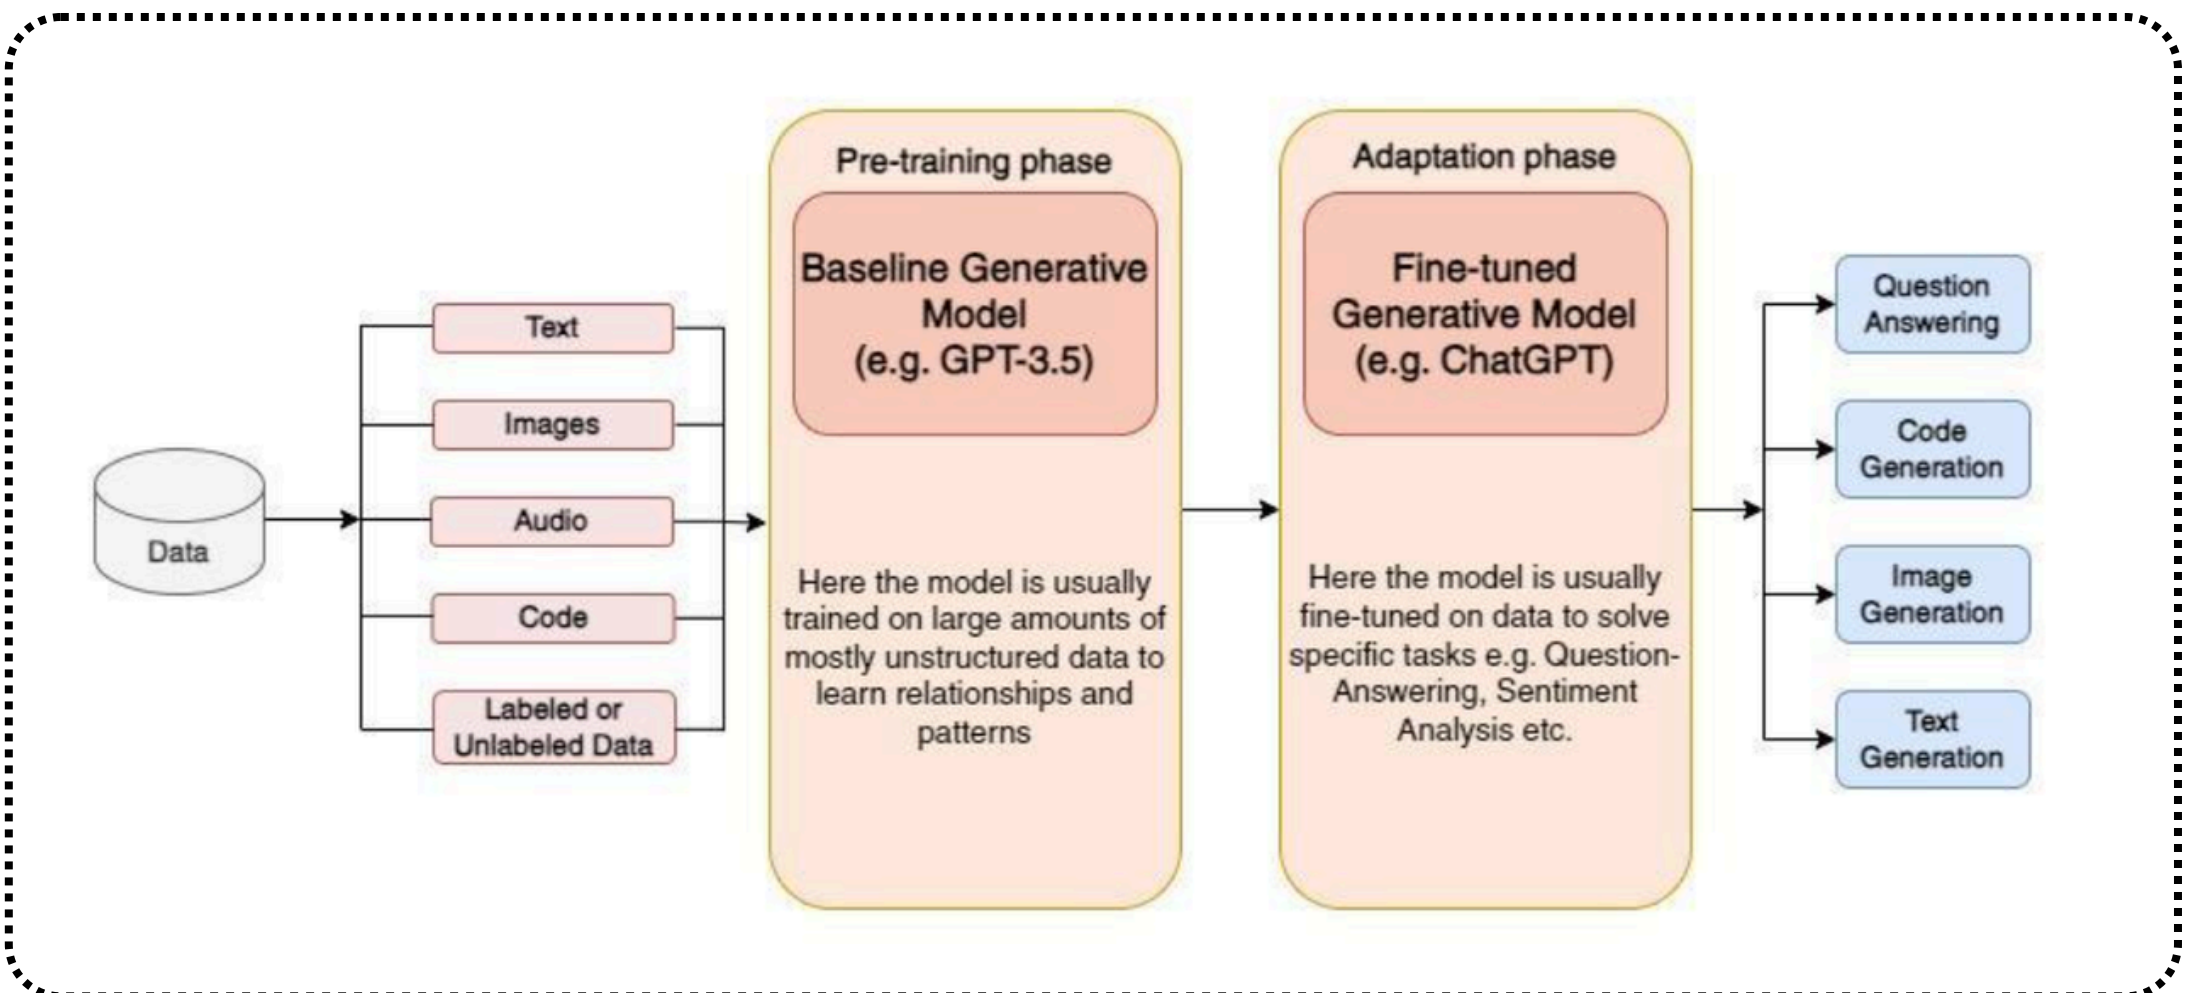 Data
Text
Images
Audio
Code
Labeled or
Unlabeled Data
Pre-training phase
Baseline Generative
Model
(e.g. GPT-3.5)
Here the model is usually
trained on large amounts of
mostly unstructured data to
learn relationships and
patterns
Adaptation phase
Fine-tuned
Generative Model
(e.g. ChatGPT)
Here the model is usually
fine-tuned on data to solve
specific tasks e.g. Question-
Answering, Sentiment
Analysis etc.
Question
Answering
Code
Generation
Image
Generation
Text
Generation